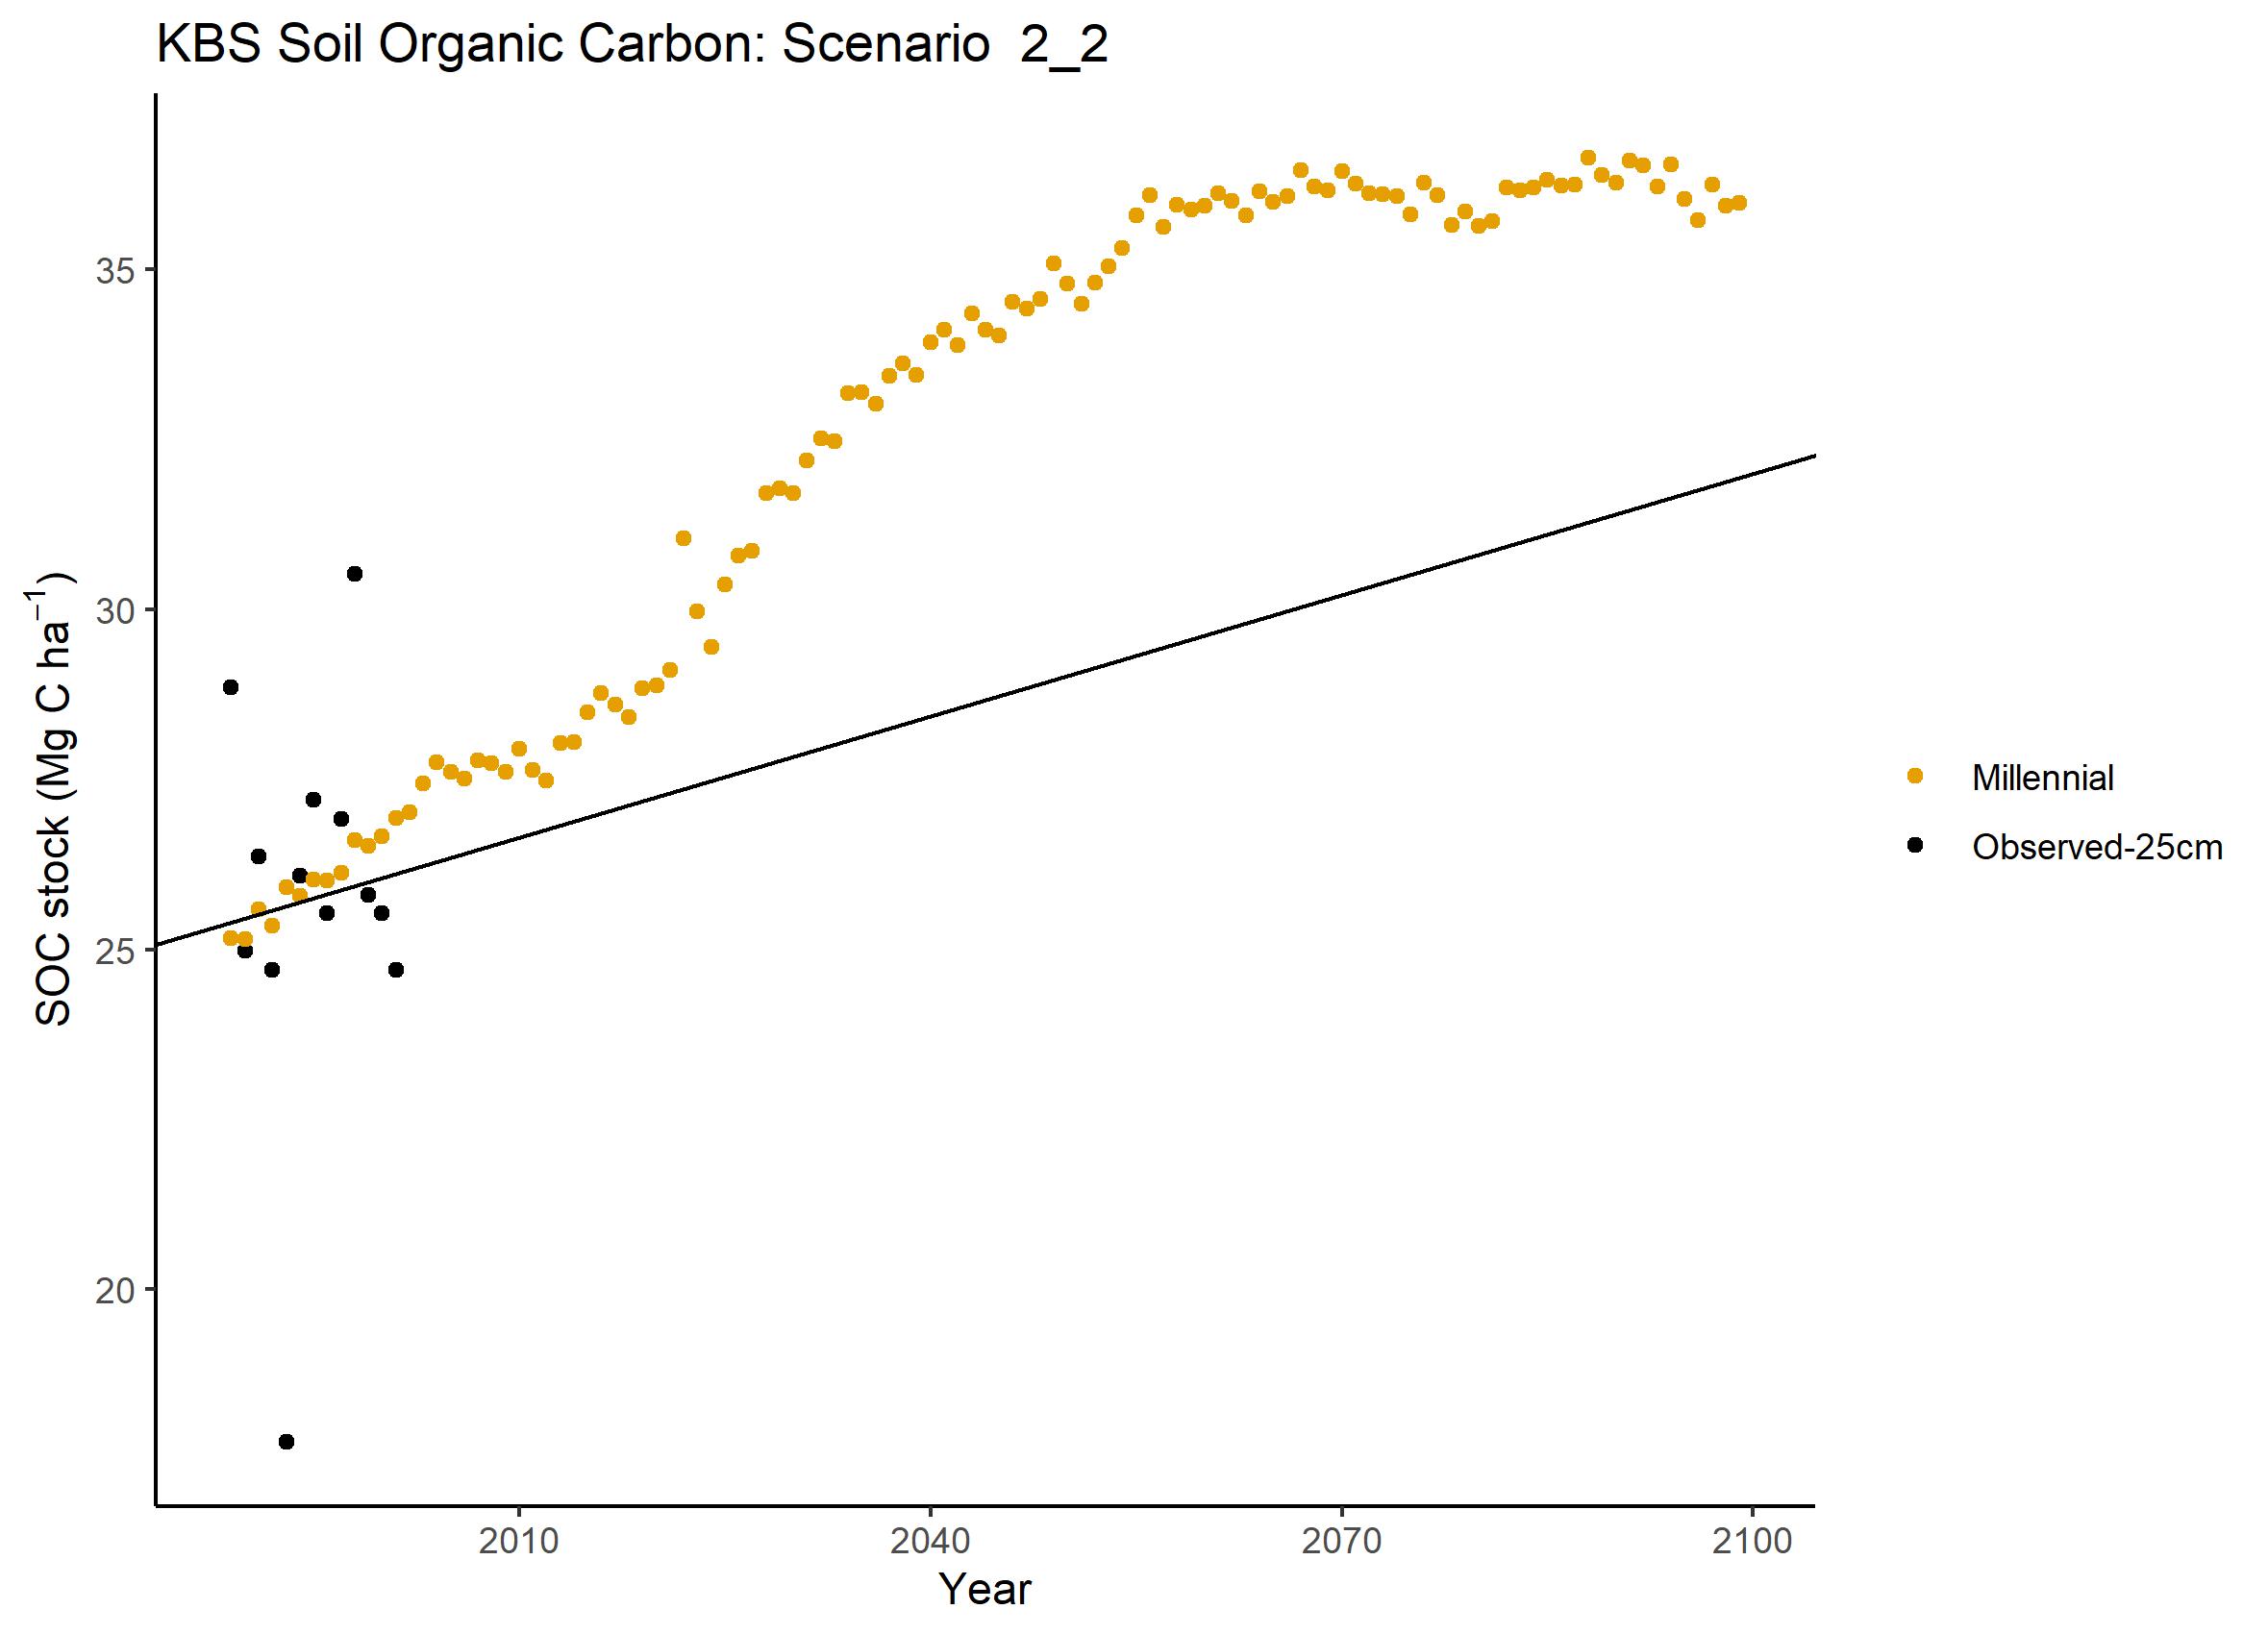 KBS Soil Organic Carbon: Scenario  2_2
SOC stock (Mg C ha⁻¹)
35
30
25
20
2010
2040
2070
2100
Year
Millennial
Observed-25cm